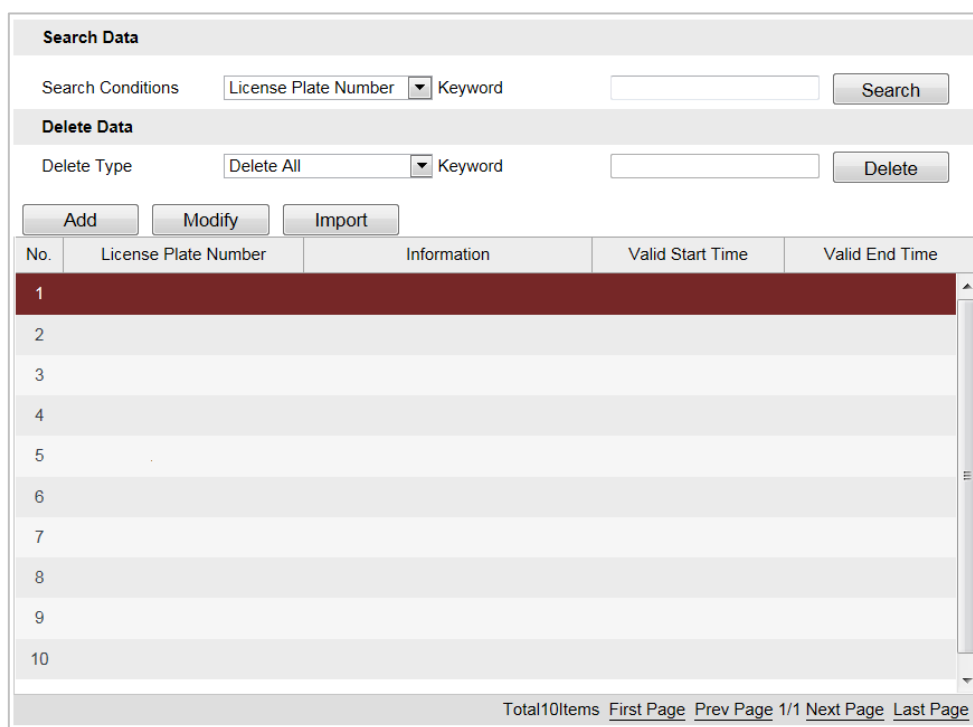 Search Data
Search Conditions License Plate Number Keyword Search
Delete Data
Delete Type Delete All Keyword Delete
Add Modify Import
No. License Plate Number Information Valid Start Time Valid End Time
1
2
3
4
5
6
7
8
9
10
Total10Items First Page Prev Page 1/1 Next Page Last Page